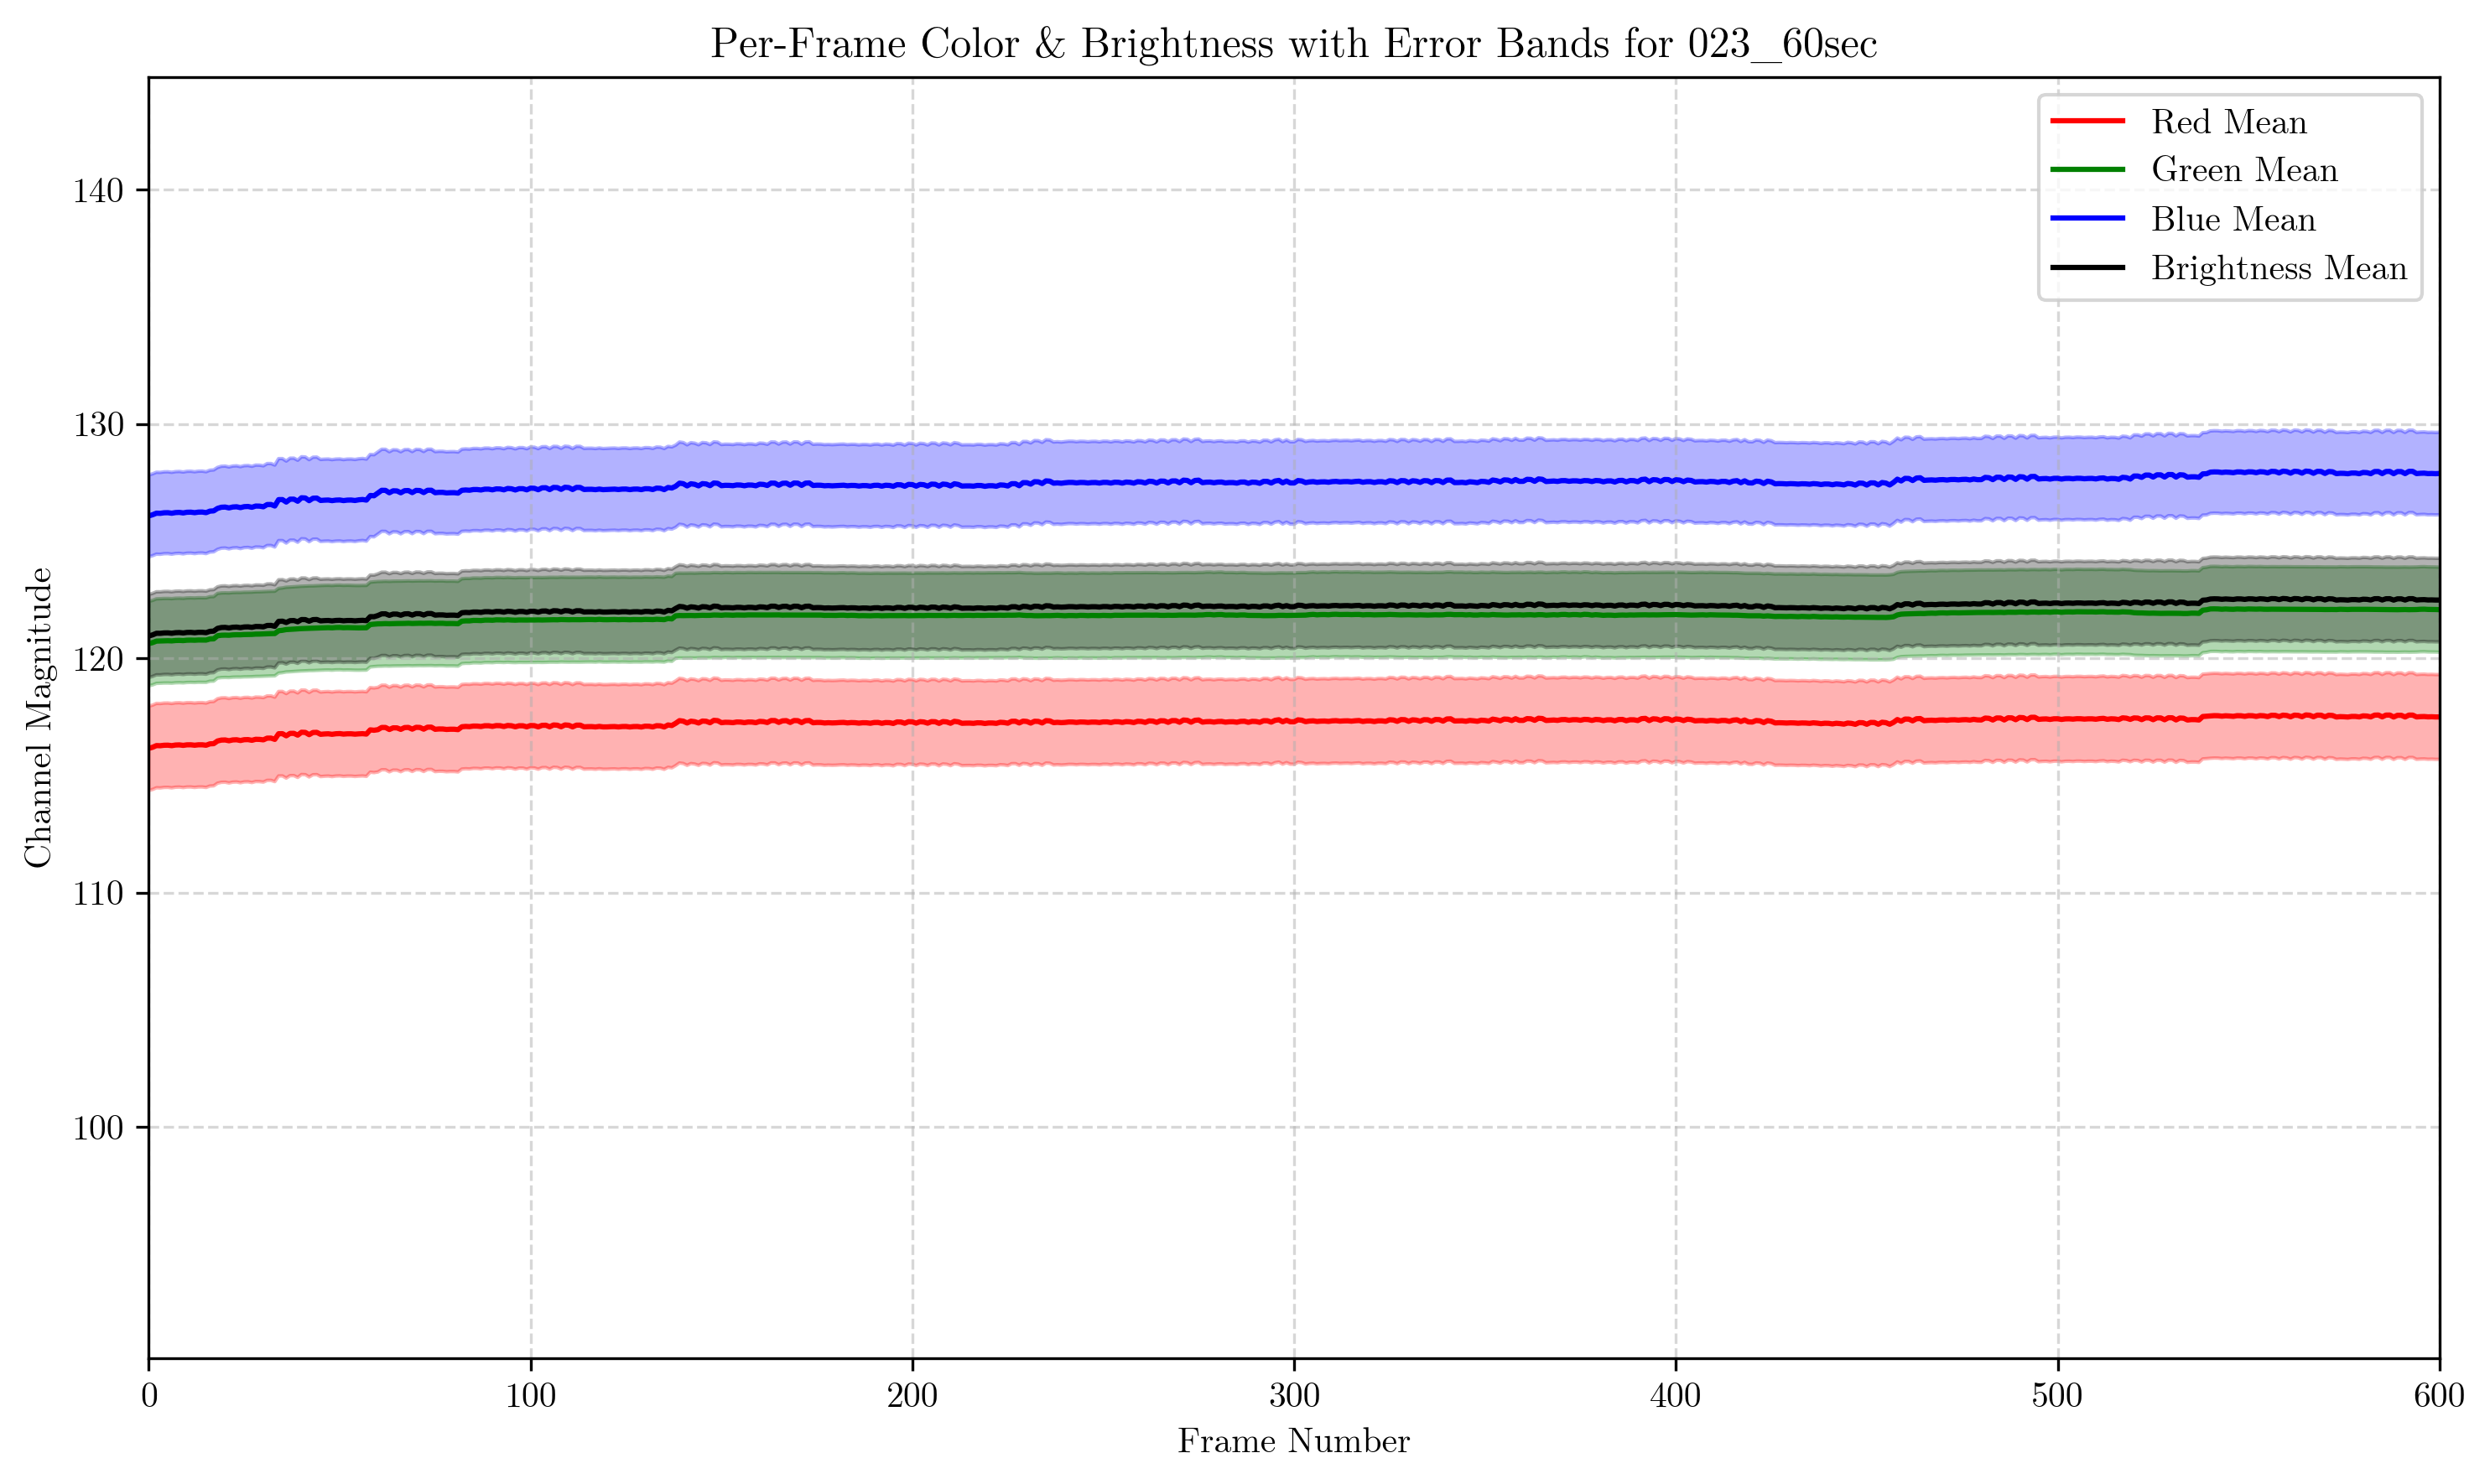 Per-Frame Color & Brightness with Error Bands for 023_60sec
Red Mean
Green Mean
Blue Mean
Brightness Mean
Channel Magnitude
140
130
120
110
100
0 100 200 300 400 500 600
Frame Number